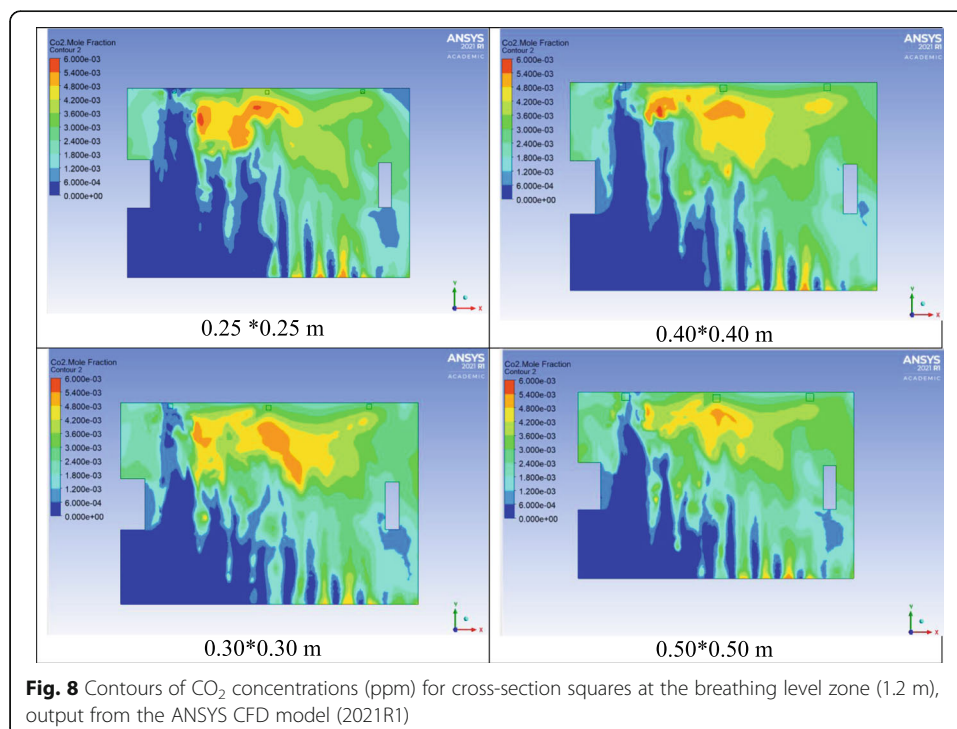 Co2.Mole Fraction
Contour 2
6.000e-03
5.400e-03
4.800e-03
4.200e-03
3.600e-03
3.000e-03
2.400e-03
1.800e-03
1.200e-03
6.000e-04
0.000e+00
ANSYS
2021 R1
ACADEMIC
Y
X
0.25 *0.25 m
Co2.Mole Fraction
Contour 2
6.000e-03
5.400e-03
4.800e-03
4.200e-03
3.600e-03
3.000e-03
2.400e-03
1.800e-03
1.200e-03
6.000e-04
0.000e+00
ANSYS
2021 R1
ACADEMIC
Y
X
0.40*0.40 m
Co2.Mole Fraction
Contour 2
6.000e-03
5.400e-03
4.800e-03
4.200e-03
3.600e-03
3.000e-03
2.400e-03
1.800e-03
1.200e-03
6.000e-04
0.000e+00
ANSYS
2021 R1
ACADEMIC
Y
X
0.30*0.30 m
Co2.Mole Fraction
Contour 2
6.000e-03
5.400e-03
4.800e-03
4.200e-03
3.600e-03
3.000e-03
2.400e-03
1.800e-03
1.200e-03
6.000e-04
0.000e+00
ANSYS
2021 R1
ACADEMIC
Y
X
0.50*0.50 m
Fig. 8 Contours of CO₂ concentrations (ppm) for cross-section squares at the breathing level zone (1.2 m),
output from the ANSYS CFD model (2021R1)